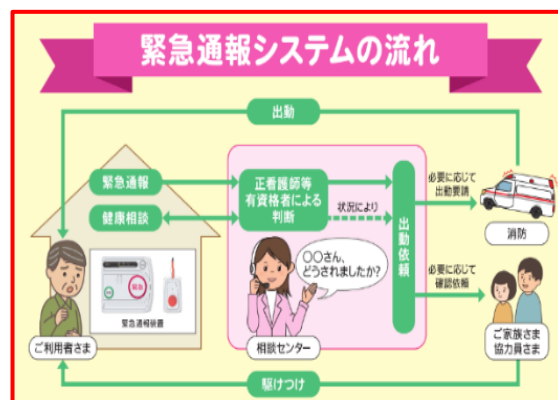 緊急通報システムの流れ
出動
緊急通報
健康相談
正看護師等
有資格者による
判断
状況により
出動依頼
必要に応じて
出動要請
消防
〇〇さん、
どうされましたか?
必要に応じて
確認依頼
緊急
緊急通報装置
ご利用者さま
相談センター
ご家族さま
協力員さま
駆けつけ